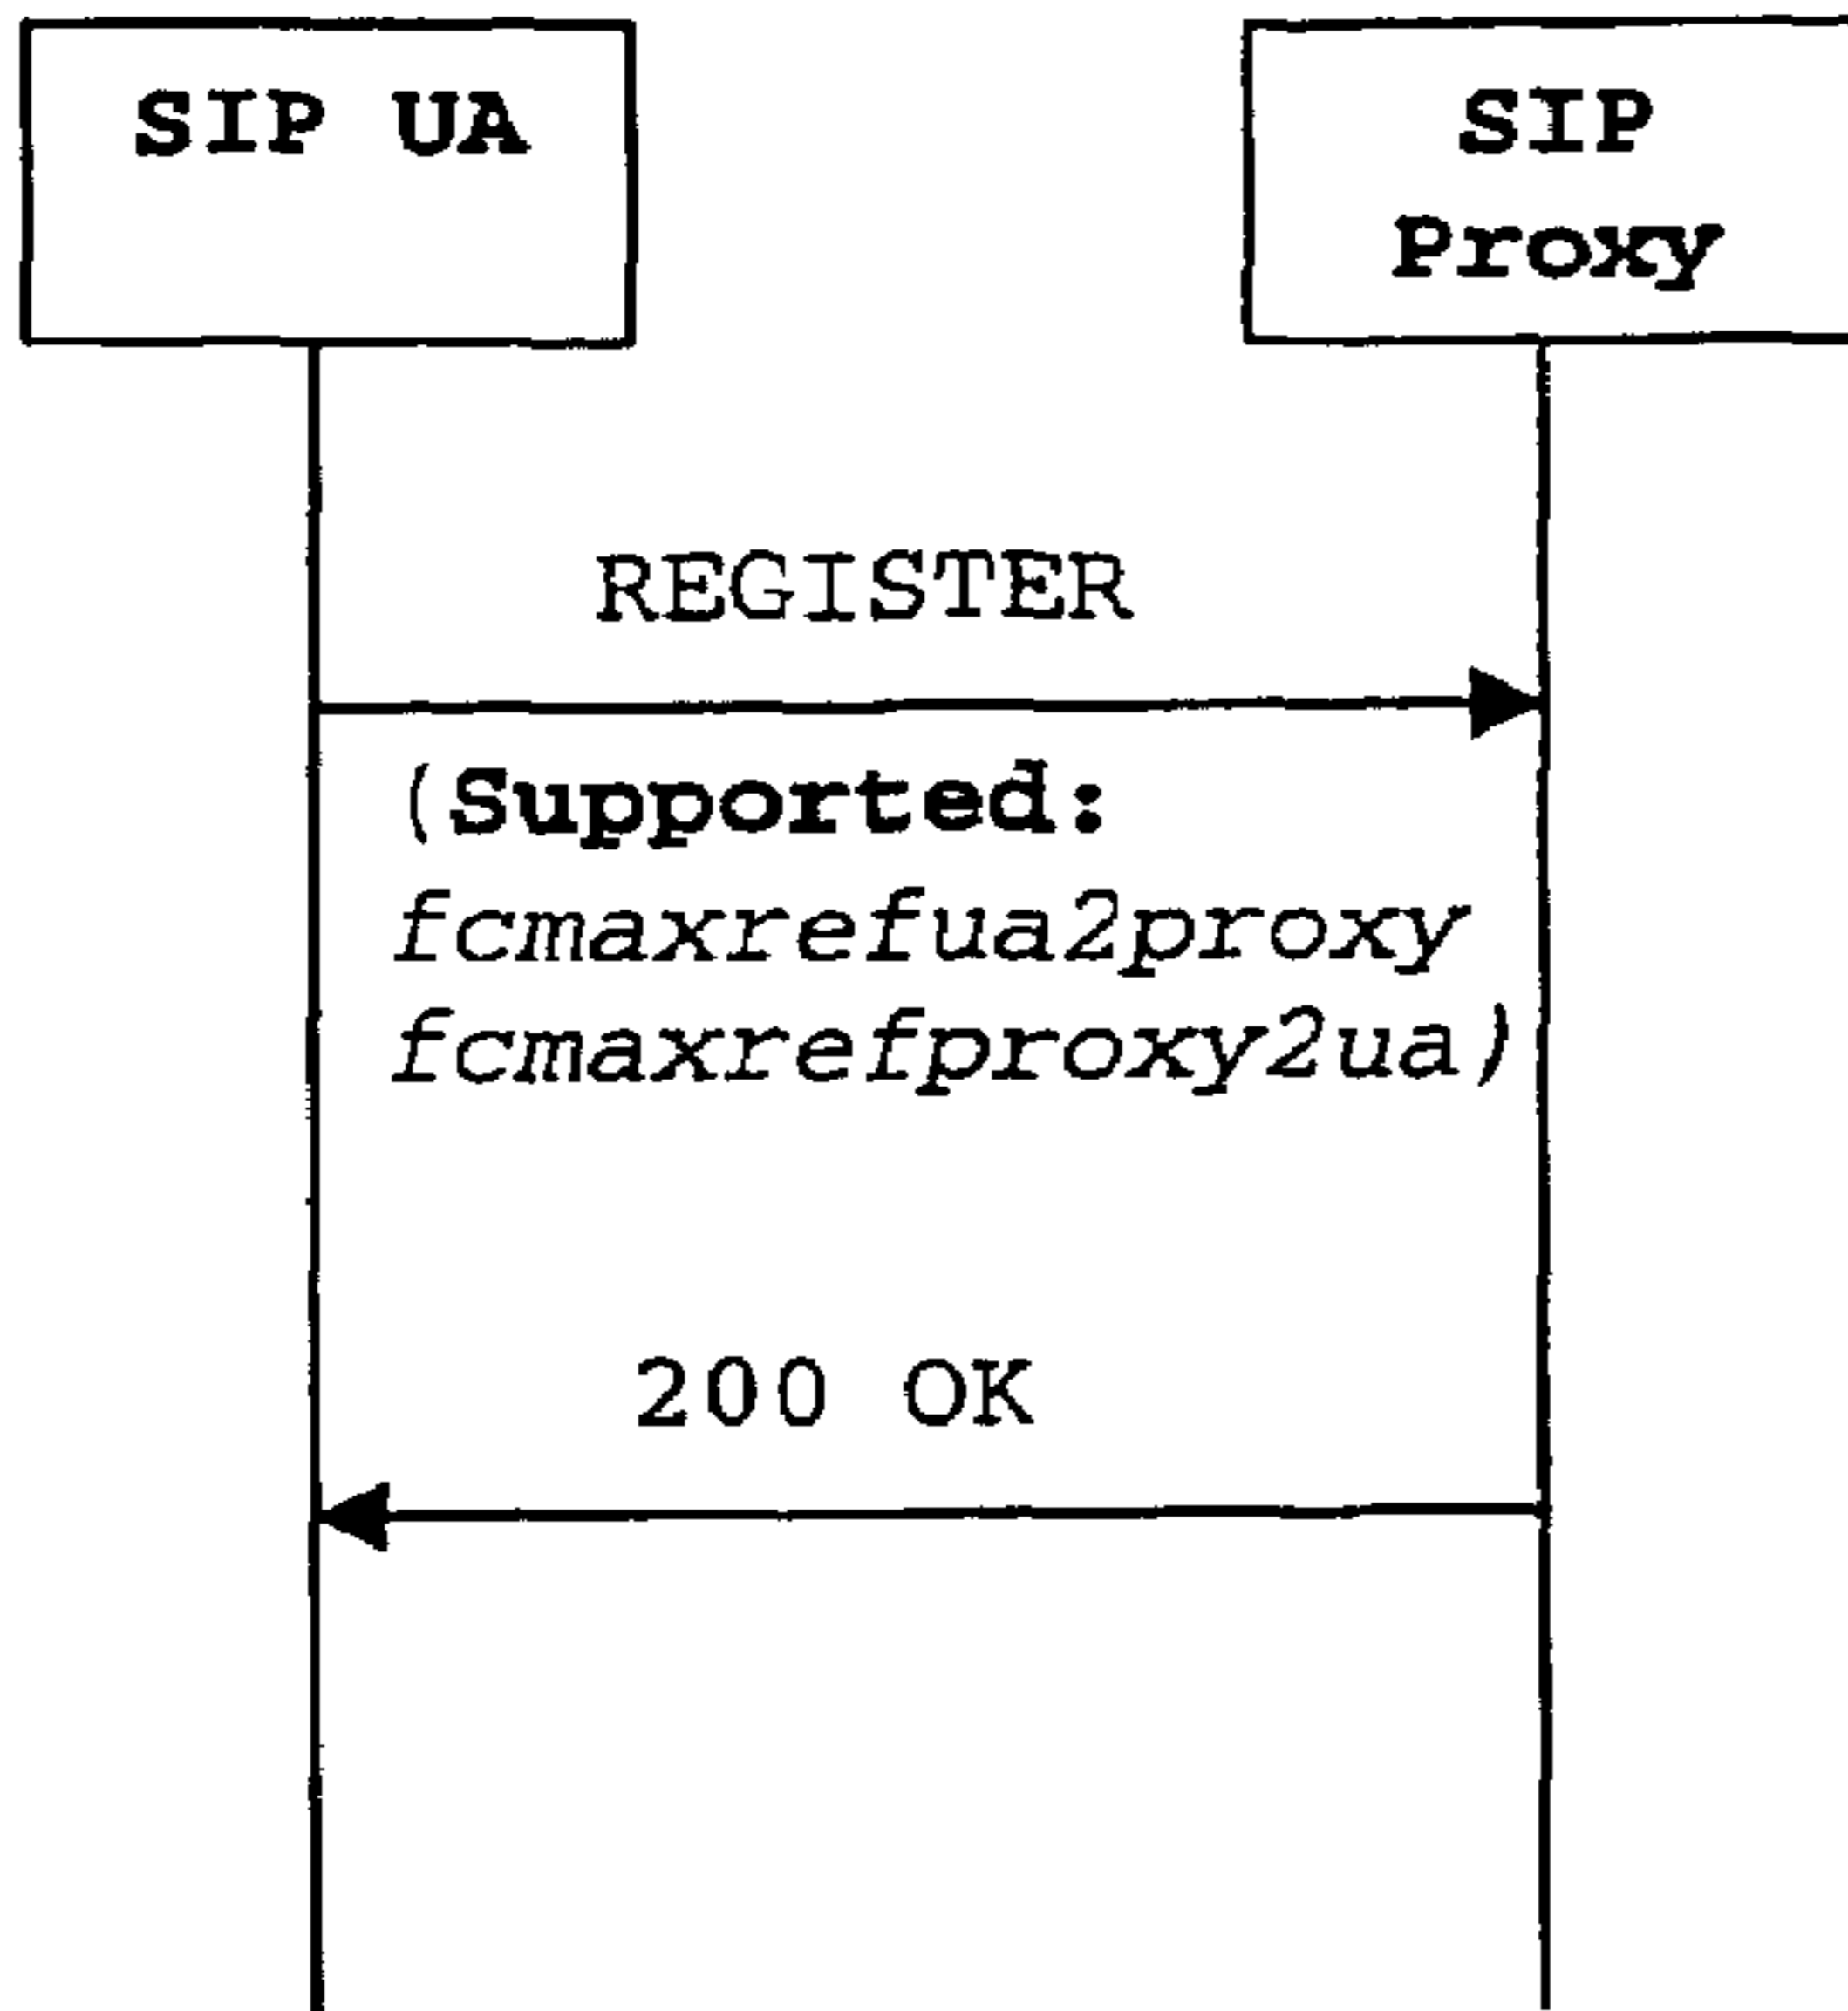 SIP UA
SIP
Proxy
REGISTER
(Supported:
fcmaxrefua2proxy
fcmaxrefproxy2ua)
200 OK